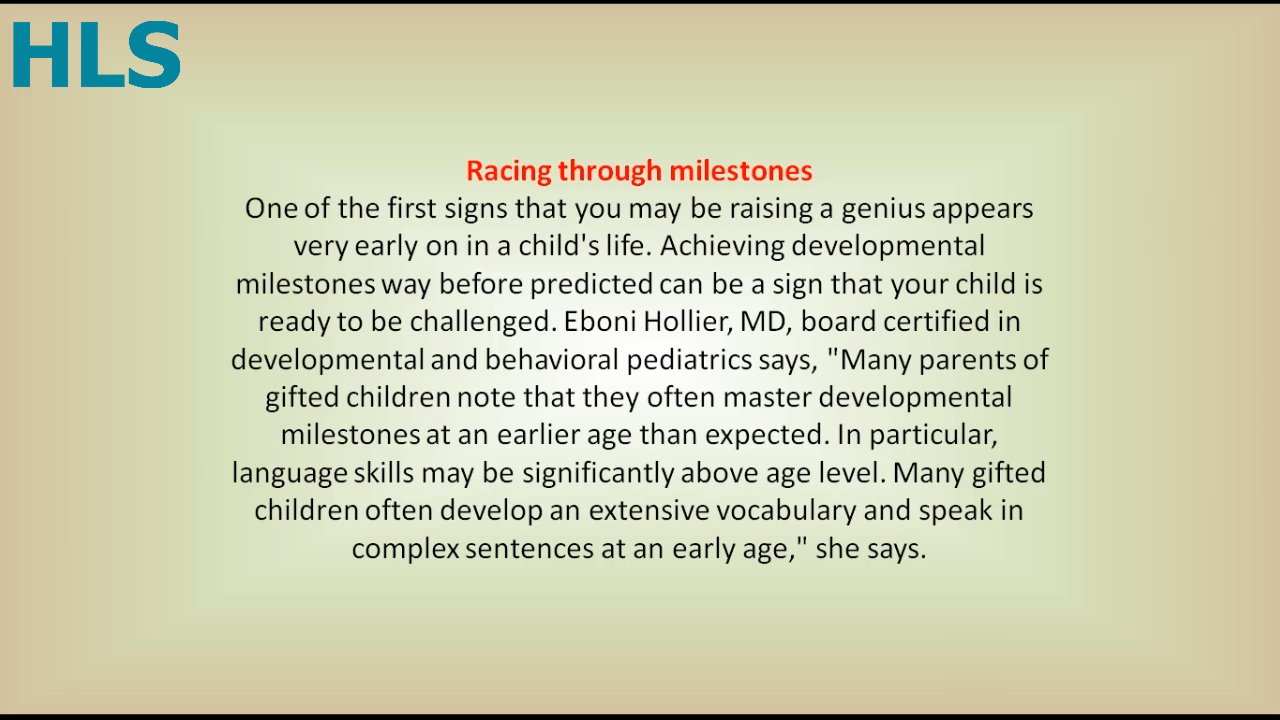 HLS
Racing through milestones
One of the first signs that you may be raising a genius appears
very early on in a child's life. Achieving developmental
milestones way before predicted can be a sign that your child is
ready to be challenged. Eboni Hollier, MD, board certified in
developmental and behavioral pediatrics says, "Many parents of
gifted children note that they often master developmental
milestones at an earlier age than expected. In particular,
language skills may be significantly above age level. Many gifted
children often develop an extensive vocabulary and speak in
complex sentences at an early age," she says.